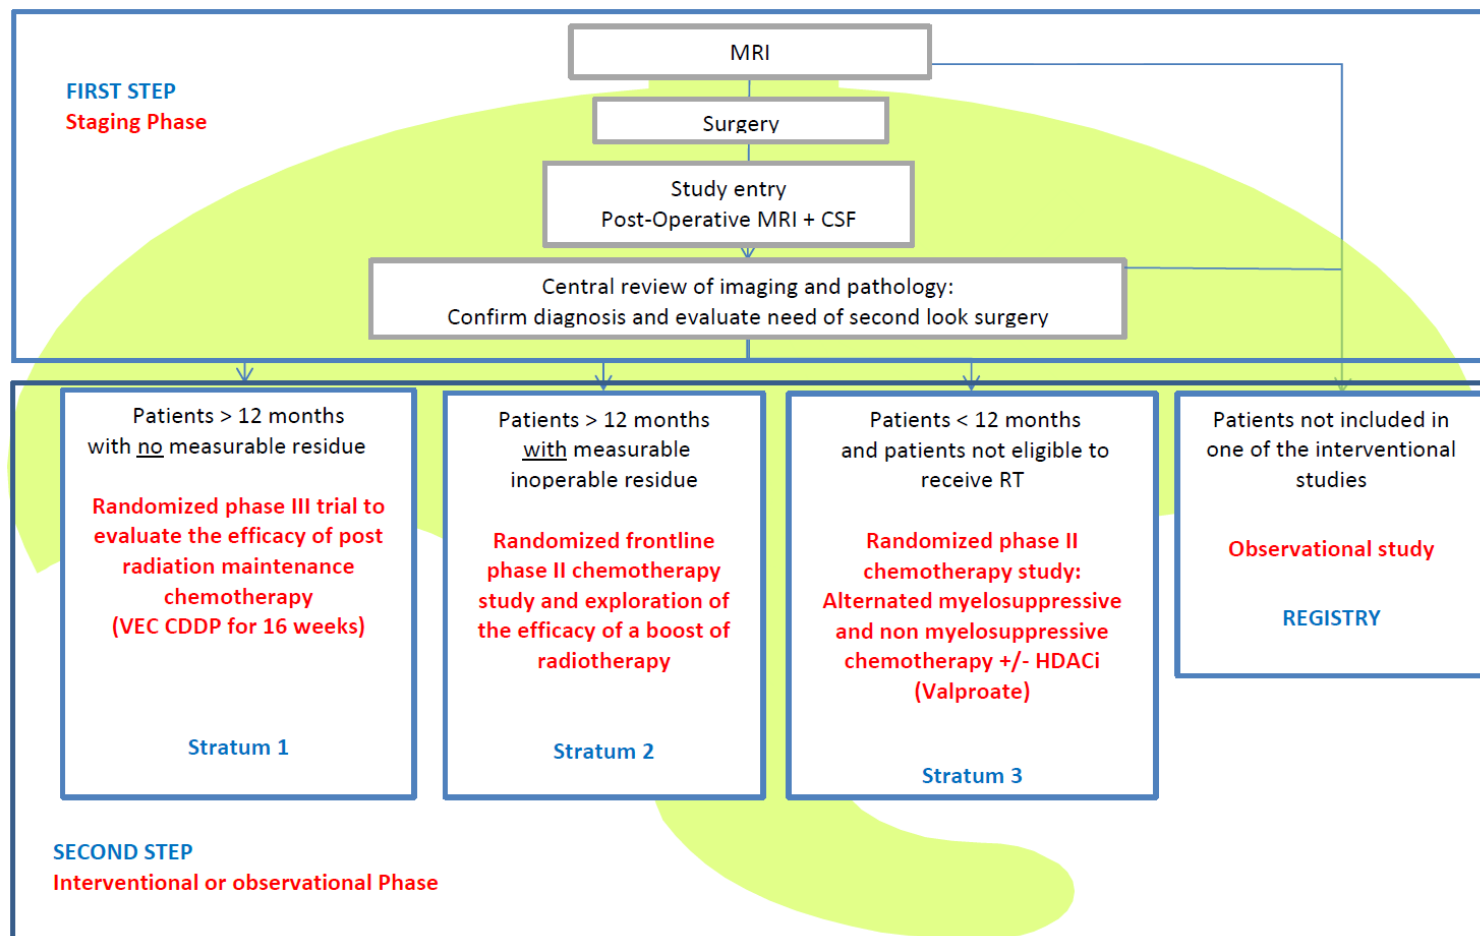 MRI
FIRST STEP
Staging Phase
Surgery
Study entry
Post-Operative MRI + CSF
Central review of imaging and pathology:
Confirm diagnosis and evaluate need of second look surgery
Patients > 12 months
with no measurable residue
Randomized phase III trial to
evaluate the efficacy of post
radiation maintenance
chemotherapy
(VEC CDDP for 16 weeks)
Stratum 1
Patients > 12 months
with measurable
inoperable residue
Randomized frontline
phase II chemotherapy
study and exploration of
the efficacy of a boost of
radiotherapy
Stratum 2
Patients < 12 months
and patients not eligible to
receive RT
Randomized phase II
chemotherapy study:
Alternated myelosuppressive
and non myelosuppressive
chemotherapy +/- HDACi
(Valproate)
Stratum 3
Patients not included in
one of the interventional
studies
Observational study
REGISTRY
SECOND STEP
Interventional or observational Phase